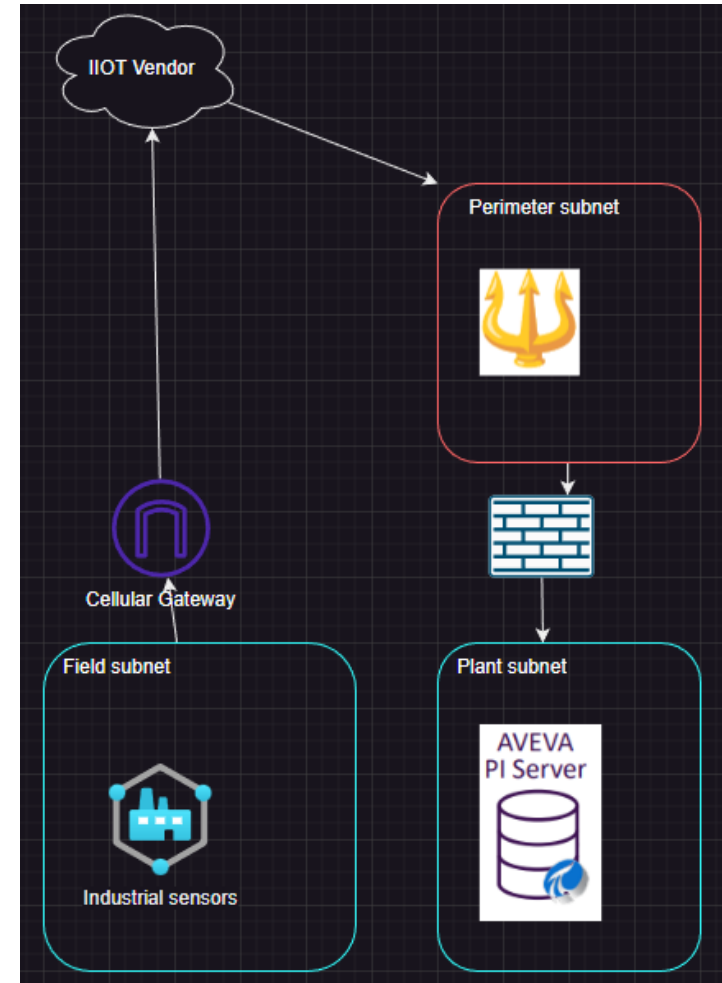 IIOT Vendor
Perimeter subnet
Cellular Gateway
Field subnet
Plant subnet
AVEVA
PI Server
Industrial sensors